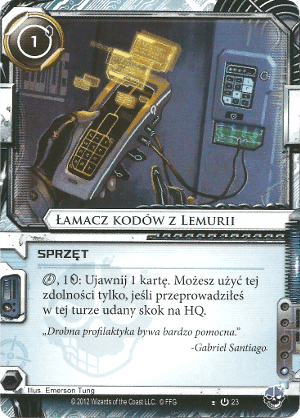 1
Łamacz kodów z Lemurii
SPRZĘT
, 1 : Ujawnij 1 kartę. Możesz użyć tej
zdolności tylko, jeśli przeprowadziłeś
w tej turze udany skok na HQ.
„Drobna profilaktyka bywa bardzo pomocna.”
-Gabriel Santiago
Illus. Emerson Tung
© 2012 Wizards of the Coast LLC. © FFG 23